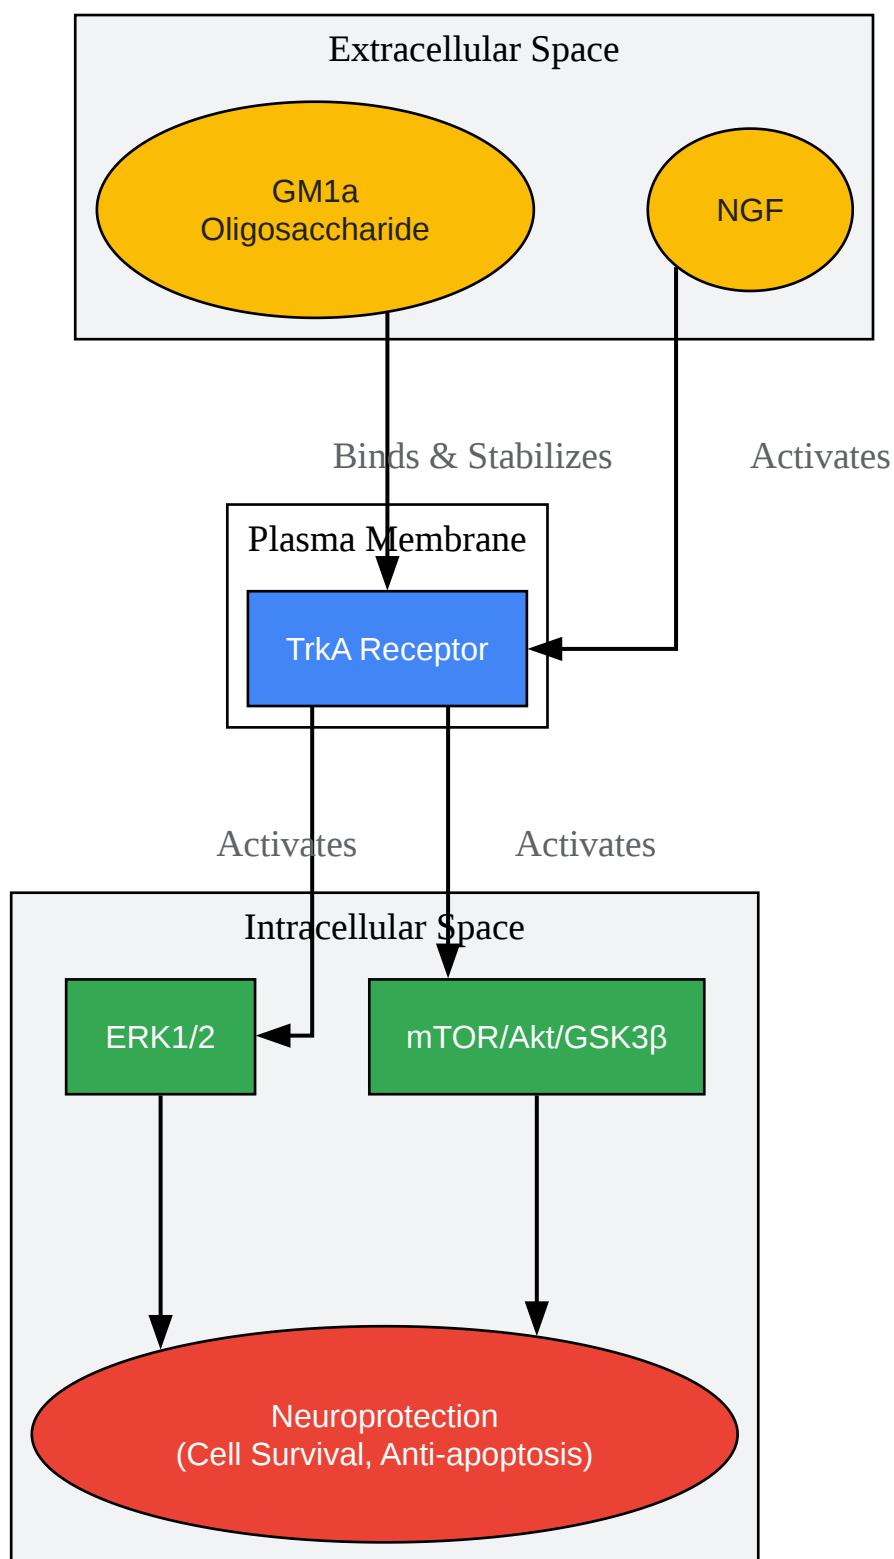 Extracellular Space
GM1a
Oligosaccharide
NGF
Binds & Stabilizes
Activates
Plasma Membrane
TrkA Receptor
Activates
Activates
Intracellular Space
ERK1/2
mTOR/Akt/GSK3β
Neuroprotection
(Cell Survival, Anti-apoptosis)